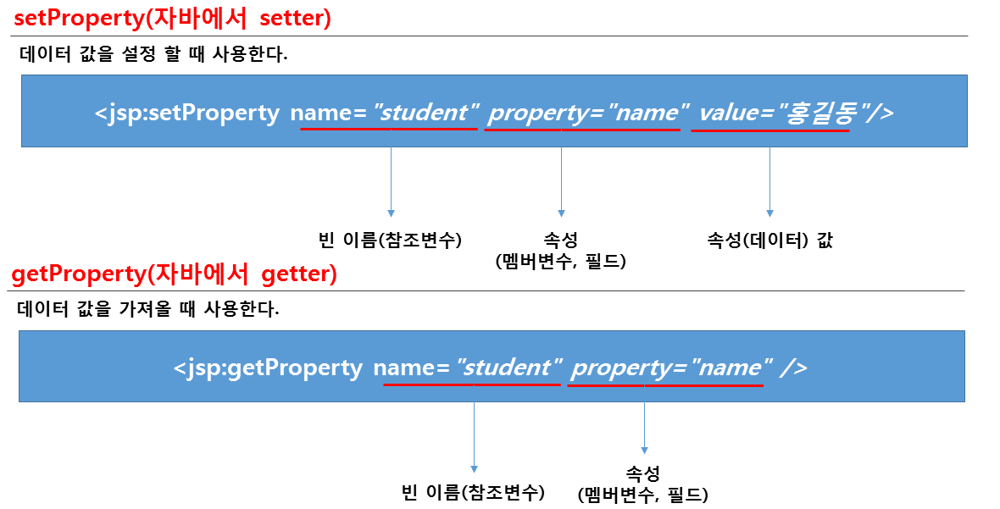 setProperty(자바에서 setter)
데이터 값을 설정 할 때 사용한다.
<jsp:setProperty name="student" property="name" value="홍길동"/>
빈 이름(참조변수) 속성 속성(데이터) 값
(멤버변수, 필드)
getProperty(자바에서 getter)
데이터 값을 가져올 때 사용한다.
<jsp:getProperty name="student" property="name" />
빈 이름(참조변수) 속성
(멤버변수, 필드)